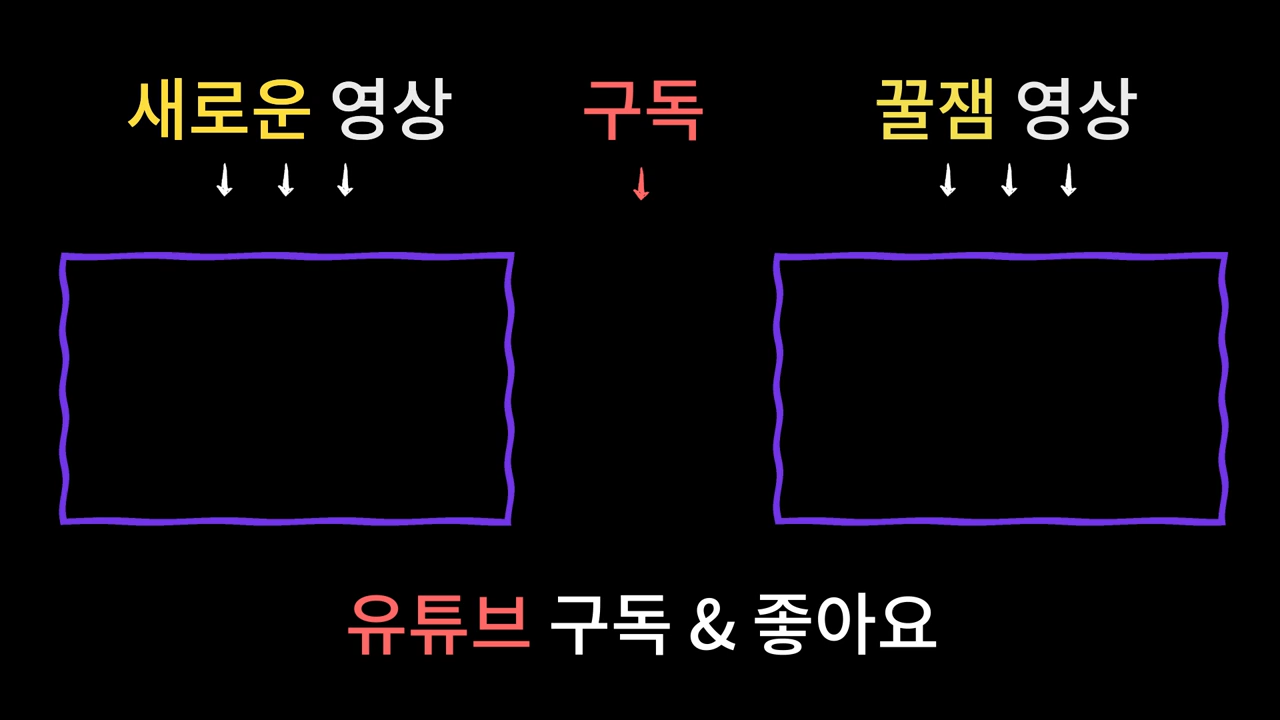 새로운 영상
구독
꿀잼 영상
유튜브 구독 & 좋아요